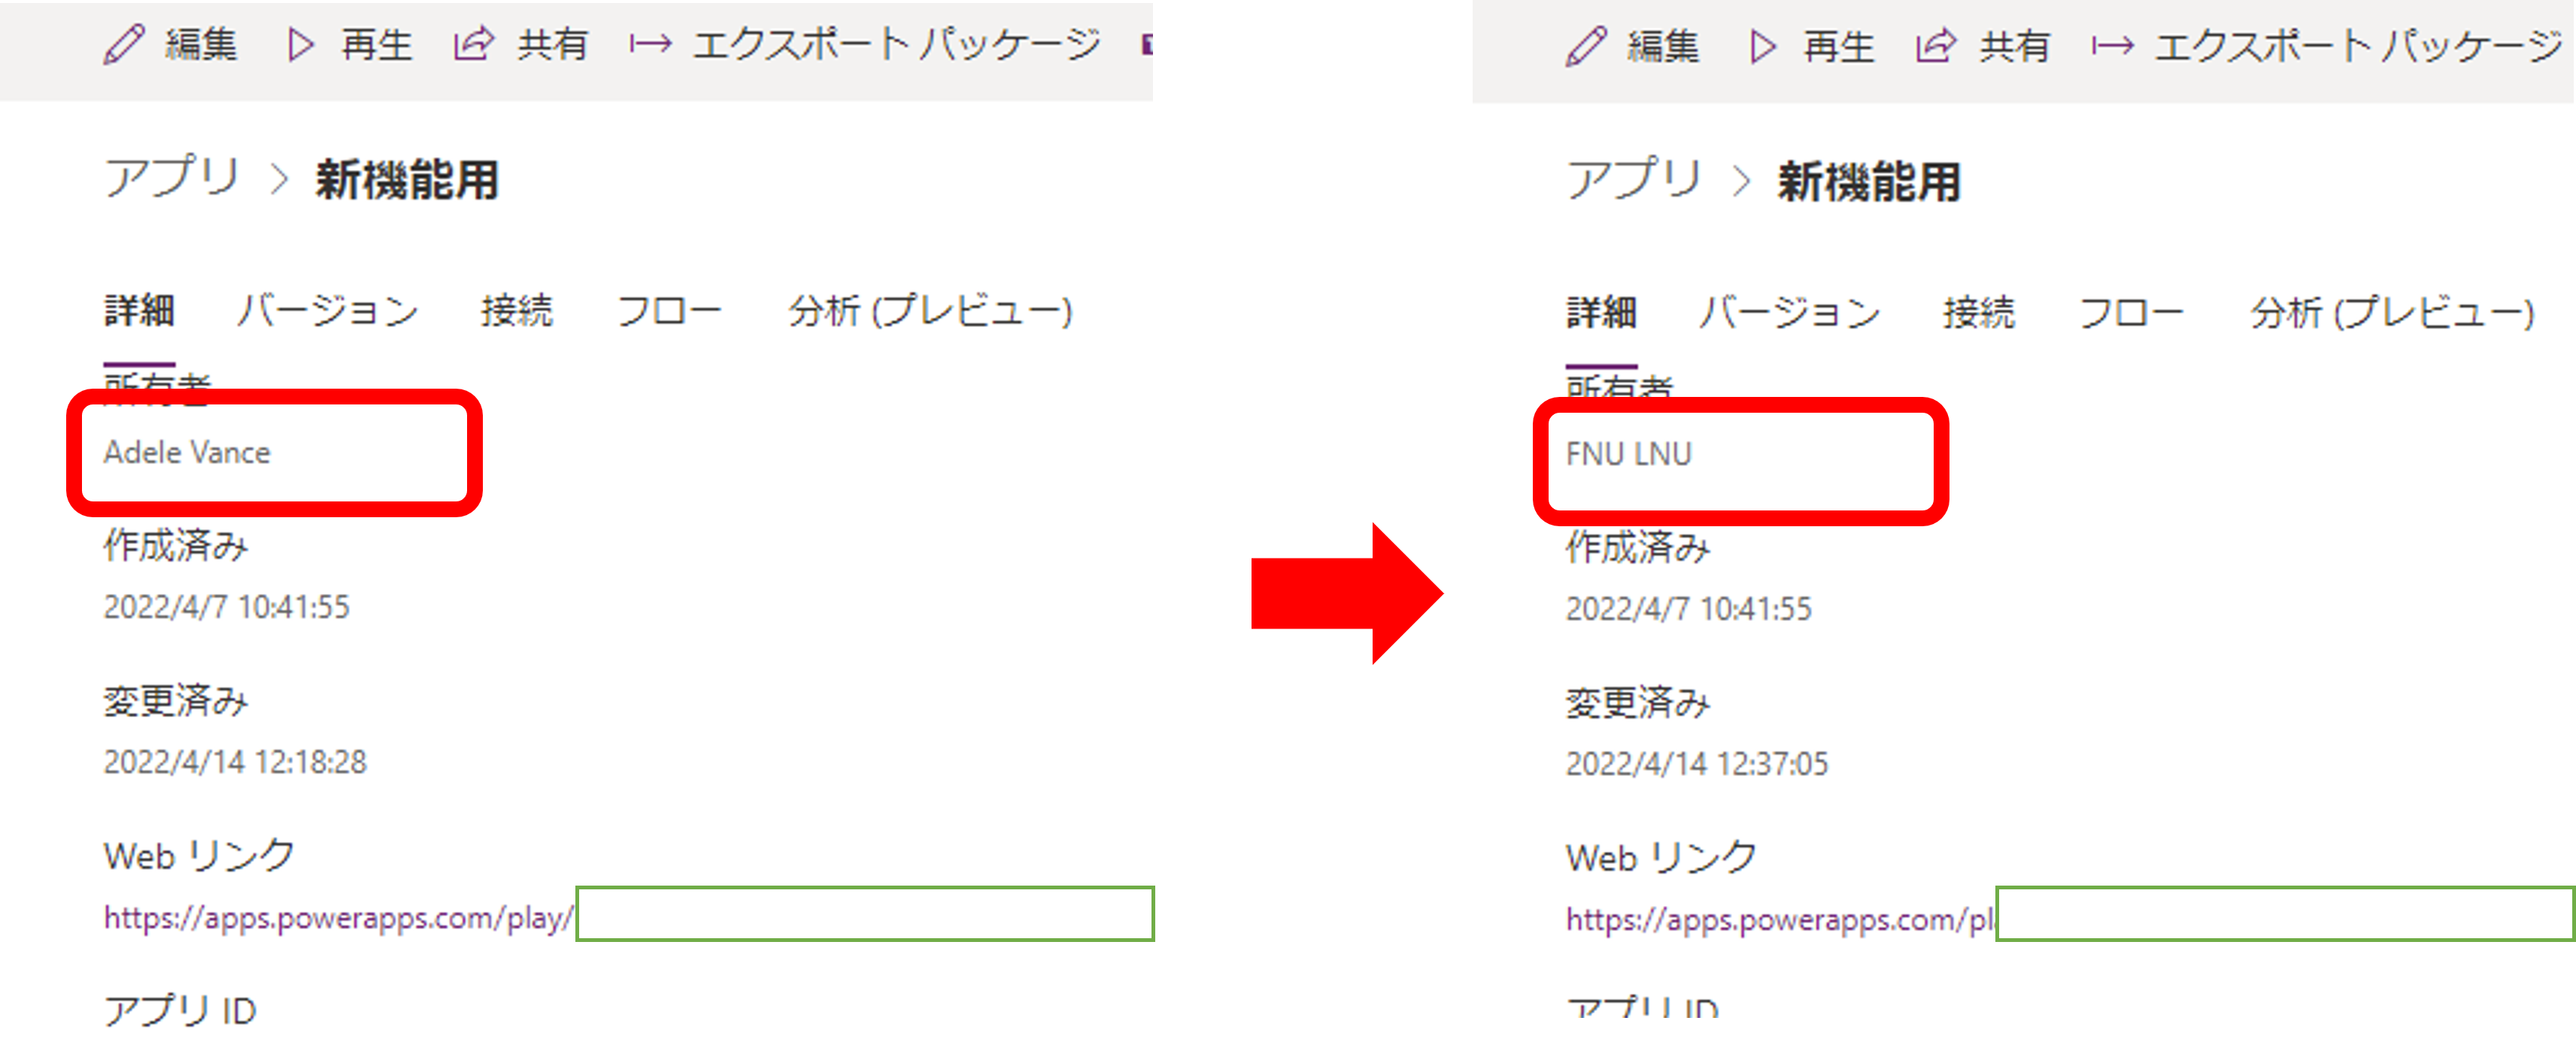 編集 再生 共有 エクスポート パッケージ
アプリ > 新機能用
詳細 バージョン 接続 フロー 分析 (プレビュー)
所有者
Adele Vance
作成済み
2022/4/7 10:41:55
変更済み
2022/4/14 12:18:28
Web リンク
https://apps.powerapps.com/play/
アプリ ID
編集 再生 共有 エクスポート パッケージ
アプリ > 新機能用
詳細 バージョン 接続 フロー 分析 (プレビュー)
所有者
FNU LNU
作成済み
2022/4/7 10:41:55
変更済み
2022/4/14 12:37:05
Web リンク
https://apps.powerapps.com/pl
アプリ ID